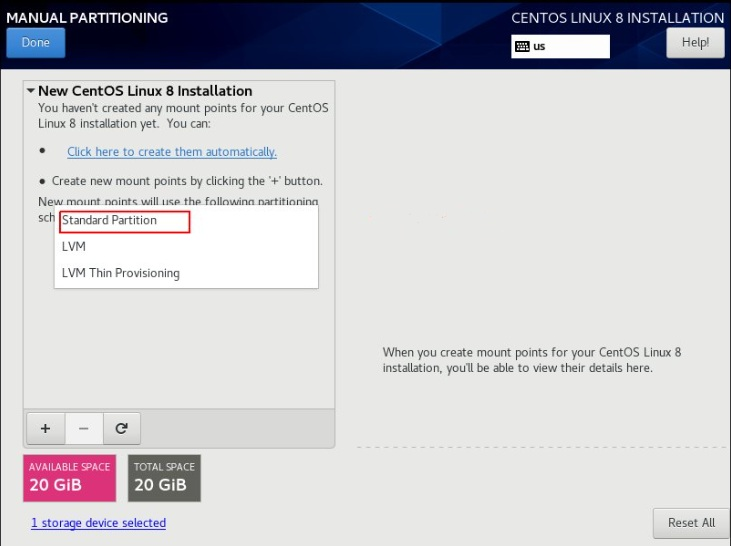 MANUAL PARTITIONING
CENTOS LINUX 8 INSTALLATION
Done
us
Help!
New CentOS Linux 8 Installation
You haven't created any mount points for your CentOS
Linux 8 installation yet. You can:
• Click here to create them automatically.
• Create new mount points by clicking the '+' button.
New mount points will use the following partitioning
sch
Standard Partition
LVM
LVM Thin Provisioning
When you create mount points for your CentOS Linux 8
installation, you'll be able to view their details here.
+ −
AVAILABLE SPACE
20 GiB
TOTAL SPACE
20 GiB
1 storage device selected
Reset All